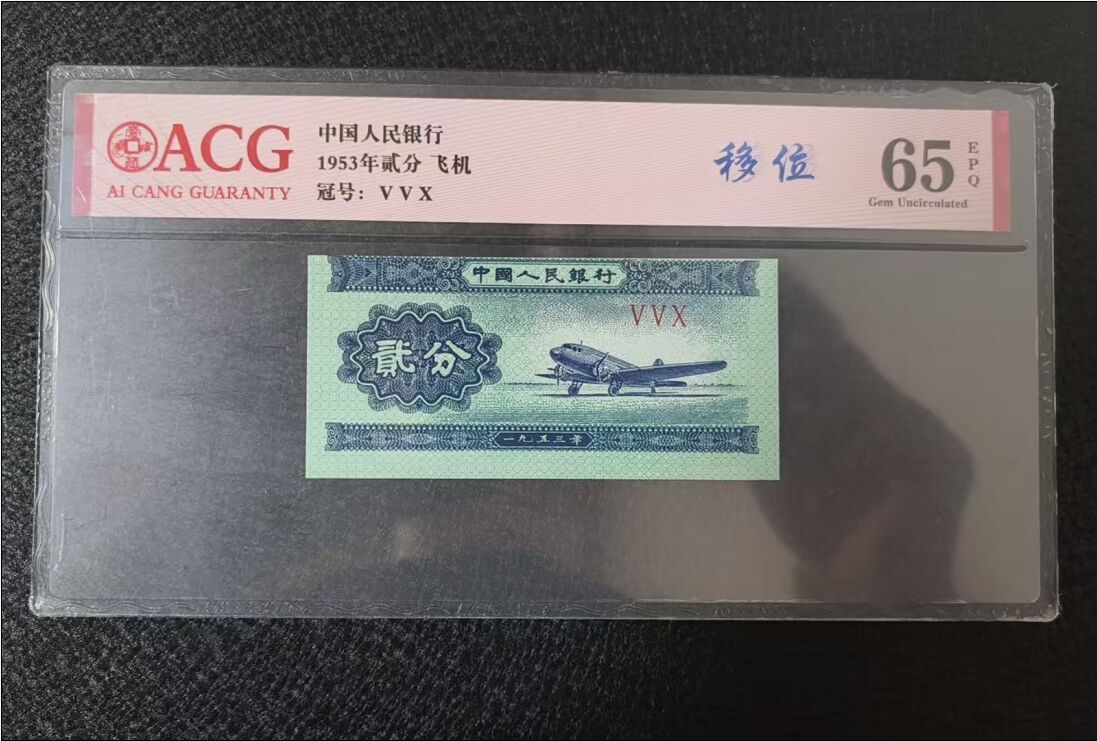 ACG
AI CANG GUARANTY
中国人民银行
1953年贰分 飞机
冠号：V V X
移位
65
EPQ
Gem Uncirculated
中國人民銀行
VVX
貳分
一九五三年